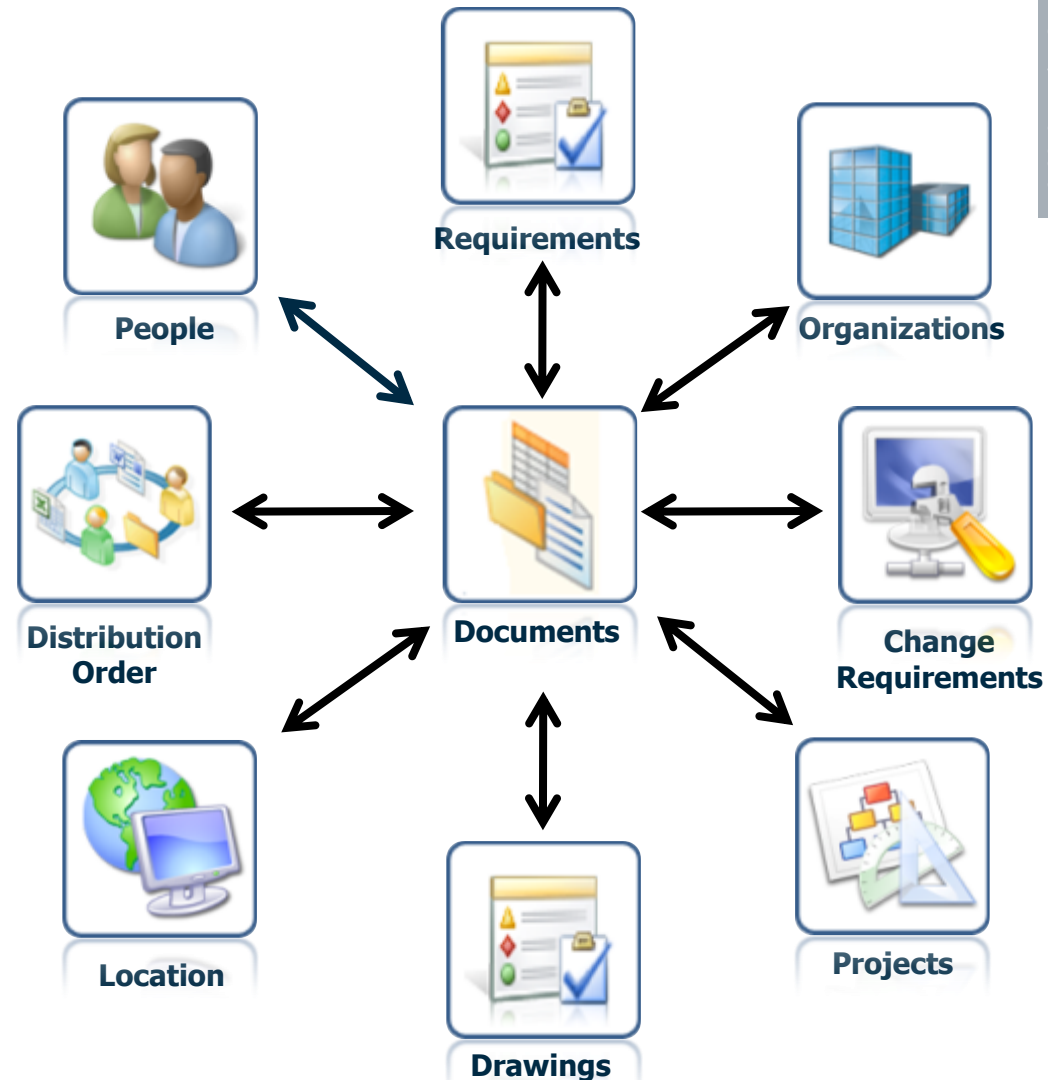 Requirements
People
Organizations
Distribution
Order
Documents
Change
Requirements
Location
Projects
Drawings